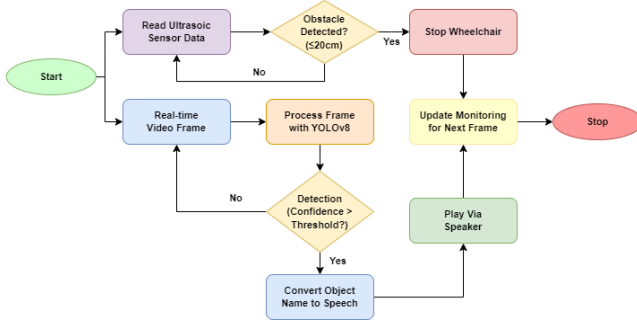 Read Ultrasoic
Sensor Data
Obstacle
Detected?
(≤20cm)
Yes
Stop Wheelchair
No
Start
Real-time
Video Frame
Process Frame
with YOLOv8
Update Monitoring
for Next Frame
Stop
No
Detection
(Confidence >
Threshold?)
Play Via
Speaker
Yes
Convert Object
Name to Speech